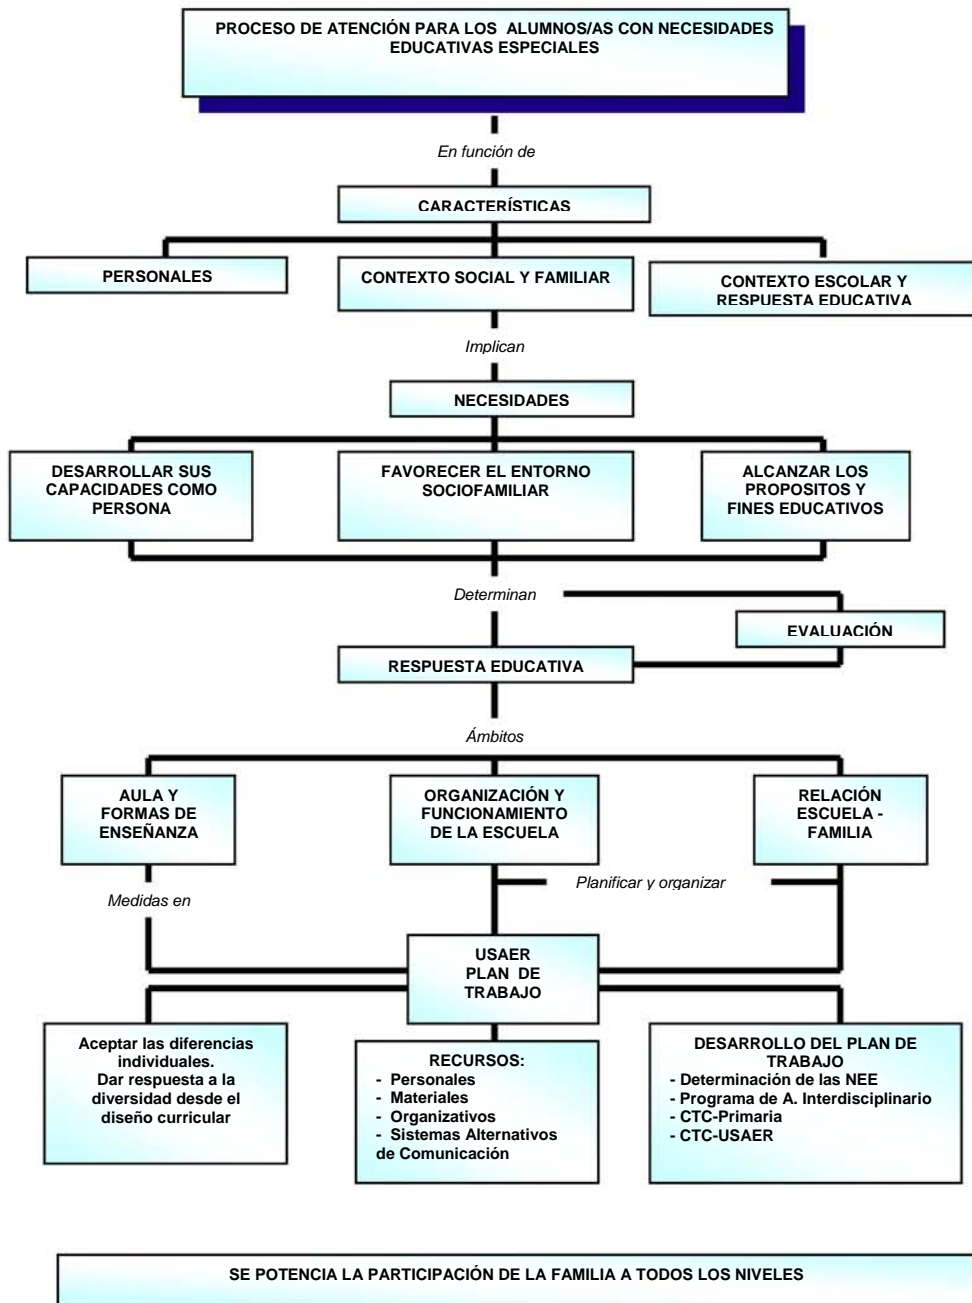 PROCESO DE ATENCIÓN PARA LOS ALUMNOS/AS CON NECESIDADES
EDUCATIVAS ESPECIALES
En función de
CARACTERÍSTICAS
PERSONALES
CONTEXTO SOCIAL Y FAMILIAR
CONTEXTO ESCOLAR Y
RESPUESTA EDUCATIVA
Implican
NECESIDADES
DESARROLLAR SUS
CAPACIDADES COMO
PERSONA
FAVORECER EL ENTORNO
SOCIOFAMILIAR
ALCANZAR LOS
PROPOSITOS Y
FINES EDUCATIVOS
Determinan
EVALUACIÓN
RESPUESTA EDUCATIVA
Ámbitos
AULA Y
FORMAS DE
ENSEÑANZA
ORGANIZACIÓN Y
FUNCIONAMIENTO
DE LA ESCUELA
RELACIÓN
ESCUELA -
FAMILIA
Planificar y organizar
Medidas en
USAER
PLAN DE
TRABAJO
Aceptar las diferencias
individuales.
Dar respuesta a la
diversidad desde el
diseño curricular
RECURSOS:
- Personales
- Materiales
- Organizativos
- Sistemas Alternativos
de Comunicación
DESARROLLO DEL PLAN DE
TRABAJO
- Determinación de las NEE
- Programa de A. Interdisciplinario
- CTC-Primaria
- CTC-USAER
SE POTENCIA LA PARTICIPACIÓN DE LA FAMILIA A TODOS LOS NIVELES